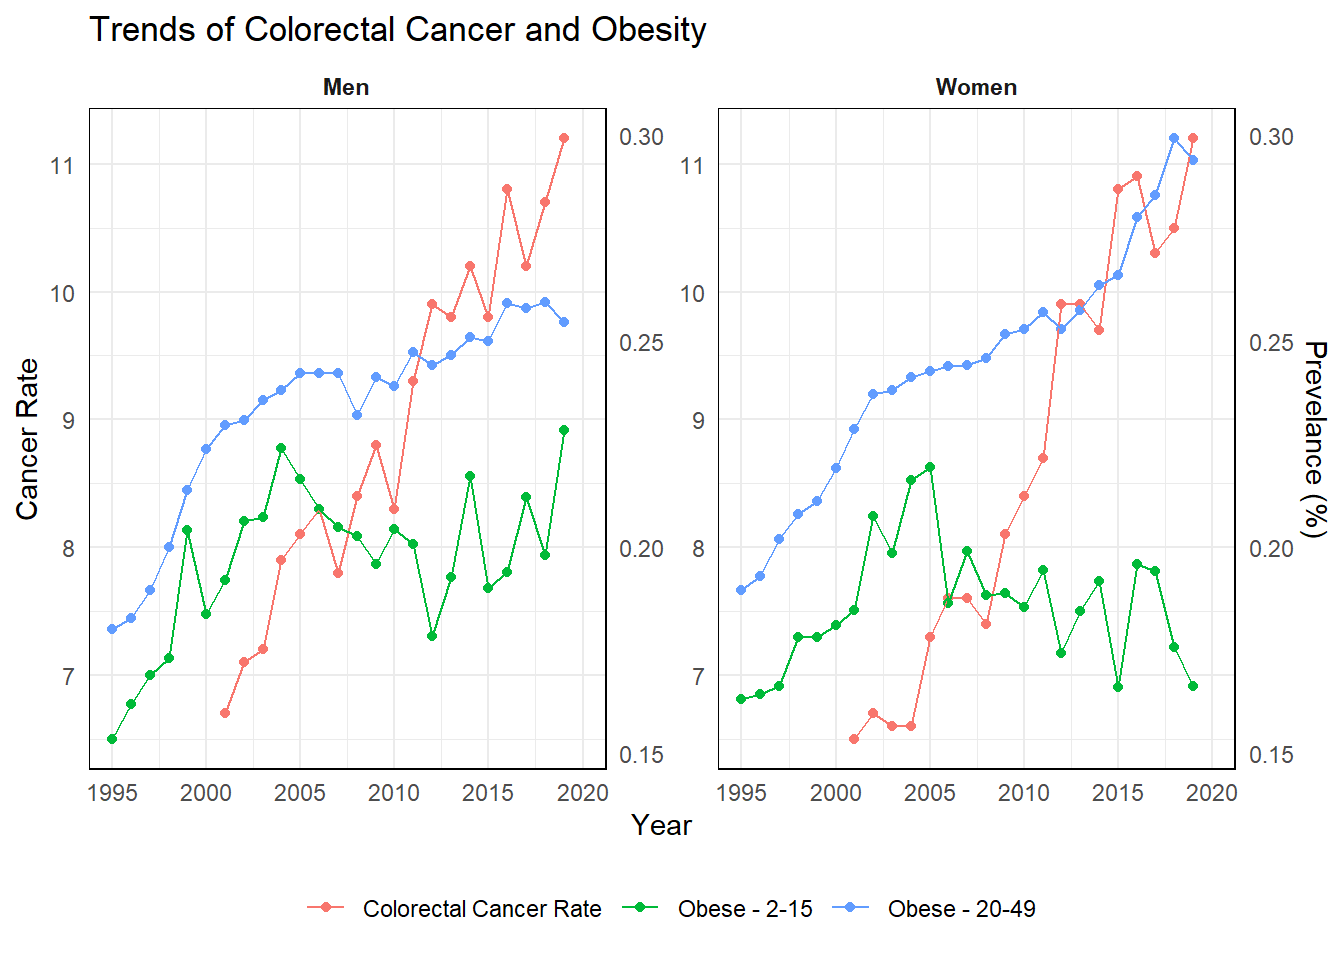 Trends of Colorectal Cancer and Obesity
Men
Women
11
10
9
8
7
0.30
0.25
0.20
0.15
11
10
9
8
7
0.30
0.25
0.20
0.15
Cancer Rate
Prevelance (%)
1995 2000 2005 2010 2015 2020
1995 2000 2005 2010 2015 2020
Year
Colorectal Cancer Rate Obese - 2-15 Obese - 20-49